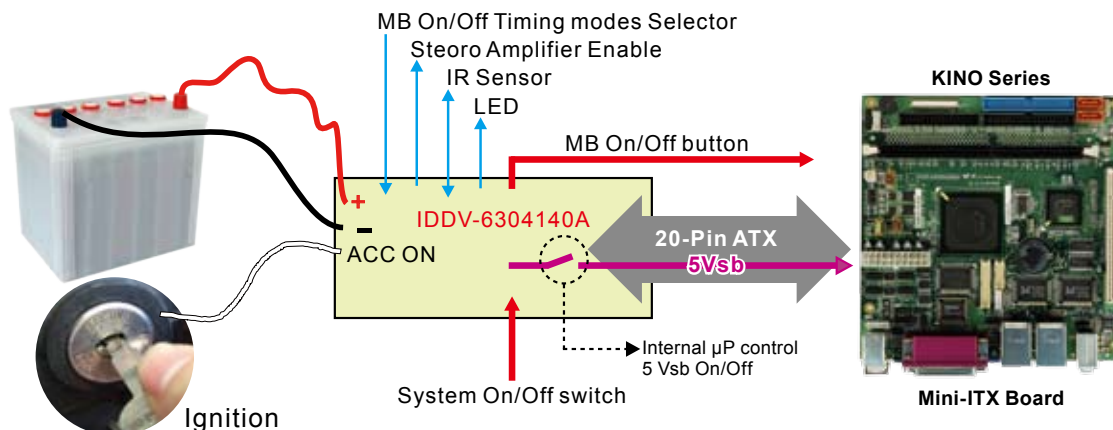 MB On/Off Timing modes Selector
Steoro Amplifier Enable
IR Sensor
LED
KINO Series
MB On/Off button
+
IDDV-6304140A
-
ACC ON
20-Pin ATX
5Vsb
Internal µP control
5 Vsb On/Off
System On/Off switch
Ignition
Mini-ITX Board